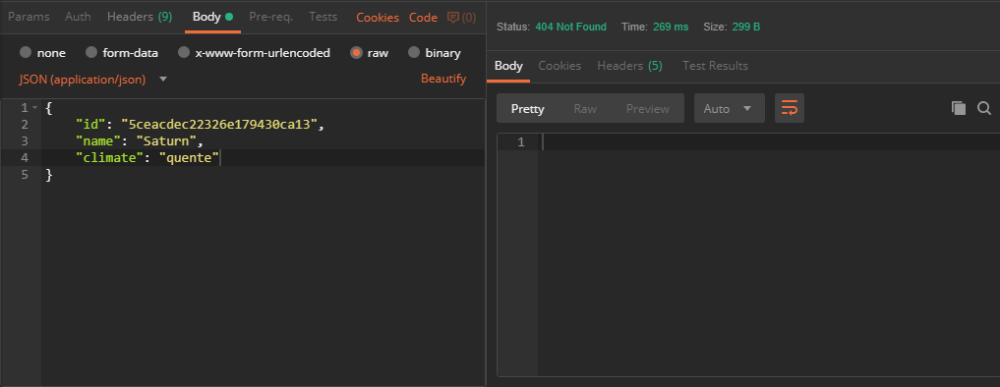 Params Auth Headers (9) Body Pre-req. Tests Cookies Code (0)
none form-data x-www-form-urlencoded raw binary
JSON (application/json) Beautify
1 {
2 "id": "5ceacdec22326e179430ca13",
3 "name": "Saturn",
4 "climate": "quente"
5 }
Status: 404 Not Found Time: 269 ms Size: 299 B
Body Cookies Headers (5) Test Results
Pretty Raw Preview Auto
1